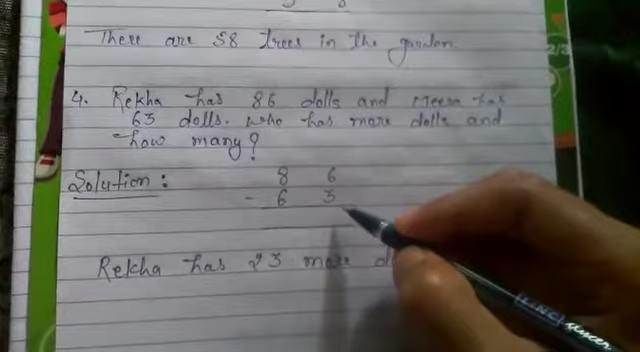 There are 58 trees in the garden.
4. Rekha has 86 dolls and Meena has
63 dolls. Who has more dolls and
how many?
Solution : 8 6
- 6 3
Rekha has 23 more